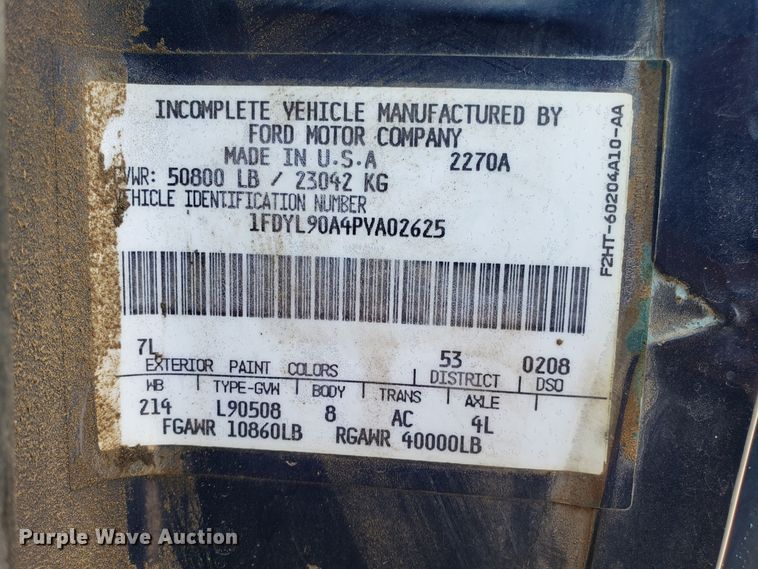 INCOMPLETE VEHICLE MANUFACTURED BY
FORD MOTOR COMPANY
MADE IN U.S.A 2270A
VWR: 50800 LB / 23042 KG
VEHICLE IDENTIFICATION NUMBER
1FDYL90A4PVA02625
F2HT-60204A10-AA
7L 53 0208
EXTERIOR PAINT COLORS DISTRICT DSO
WB TYPE-GVW BODY TRANS AXLE
214 L90508 8 AC 4L
FGAWR 10860LB RGAWR 40000LB
Purple Wave Auction